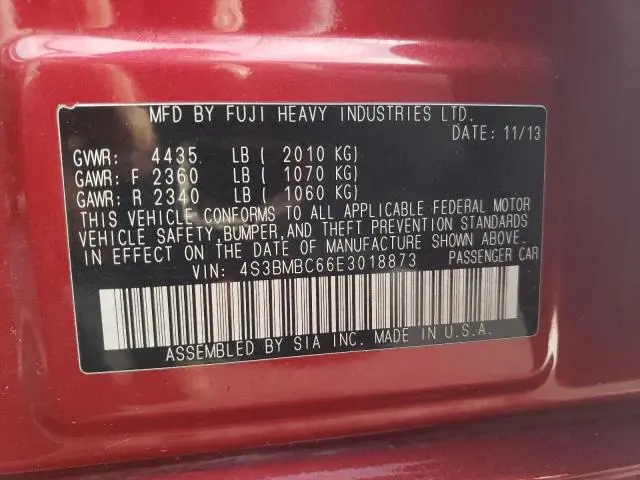 MFD BY FUJI HEAVY INDUSTRIES LTD.
DATE: 11/13
GVWR: 4435 LB ( 2010 KG)
GAWR: F 2360 LB ( 1070 KG)
GAWR: R 2340 LB ( 1060 KG)
THIS VEHICLE CONFORMS TO ALL APPLICABLE FEDERAL MOTOR
VEHICLE SAFETY,BUMPER,AND THEFT PREVENTION STANDARDS
IN EFFECT ON THE DATE OF MANUFACTURE SHOWN ABOVE.
VIN: 4S3BMBC66E3018873 PASSENGER CAR
ASSEMBLED BY SIA INC. MADE IN U.S.A.